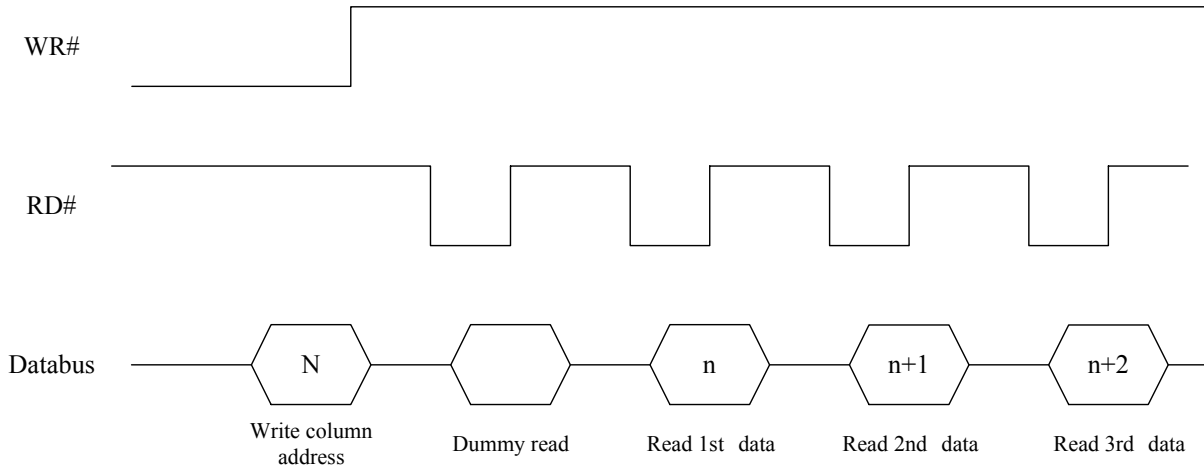 WR#
RD#
Databus
N
n
n+1
n+2
Write column
address
Dummy read
Read 1st data
Read 2nd data
Read 3rd data